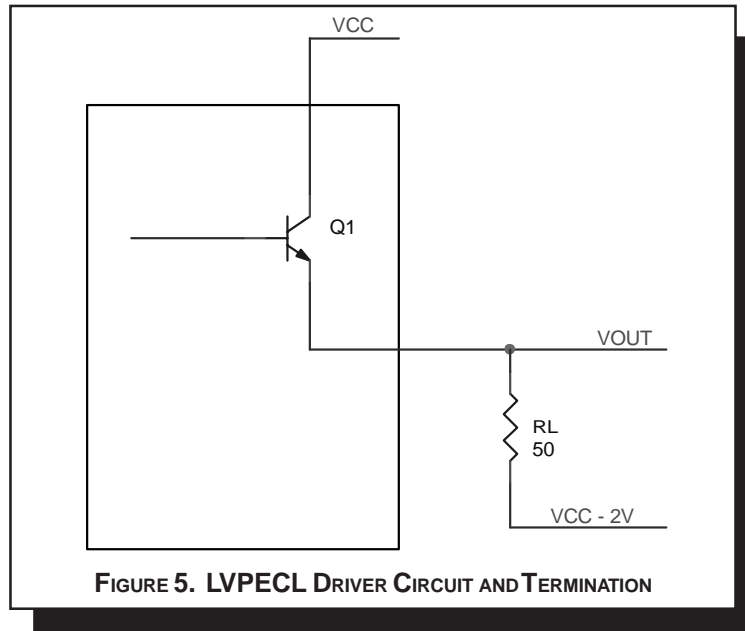 VCC
Q1
VOUT
RL
50
VCC - 2V
FIGURE 5. LVPECL DRIVER CIRCUIT AND TERMINATION